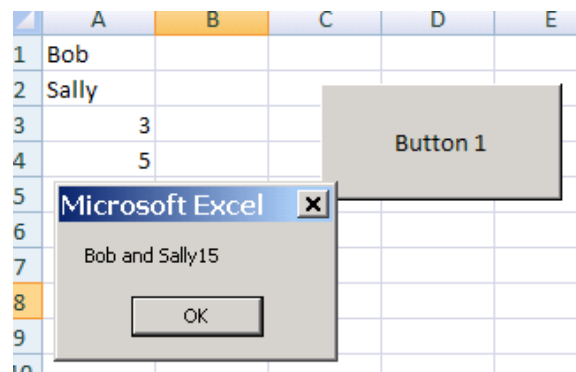 A B C D E
1 Bob
2 Sally
3 3
4 5
Button 1
5
Microsoft Excel
6
7
Bob and Sally15
8
OK
9
10